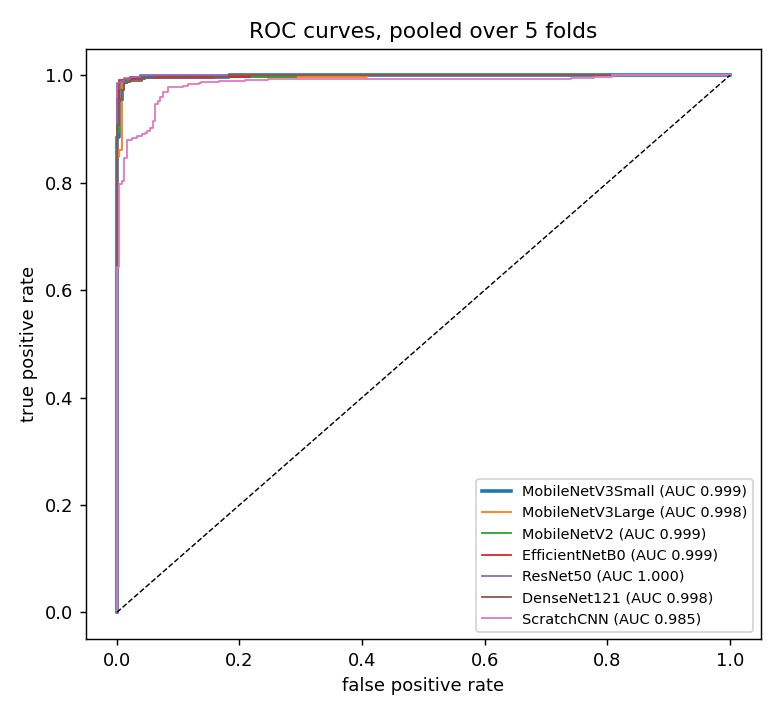 ROC curves, pooled over 5 folds
true positive rate
1.0
0.8
0.6
0.4
0.2
0.0
MobileNetV3Small (AUC 0.999)
MobileNetV3Large (AUC 0.998)
MobileNetV2 (AUC 0.999)
EfficientNetB0 (AUC 0.999)
ResNet50 (AUC 1.000)
DenseNet121 (AUC 0.998)
ScratchCNN (AUC 0.985)
0.0 0.2 0.4 0.6 0.8 1.0
false positive rate